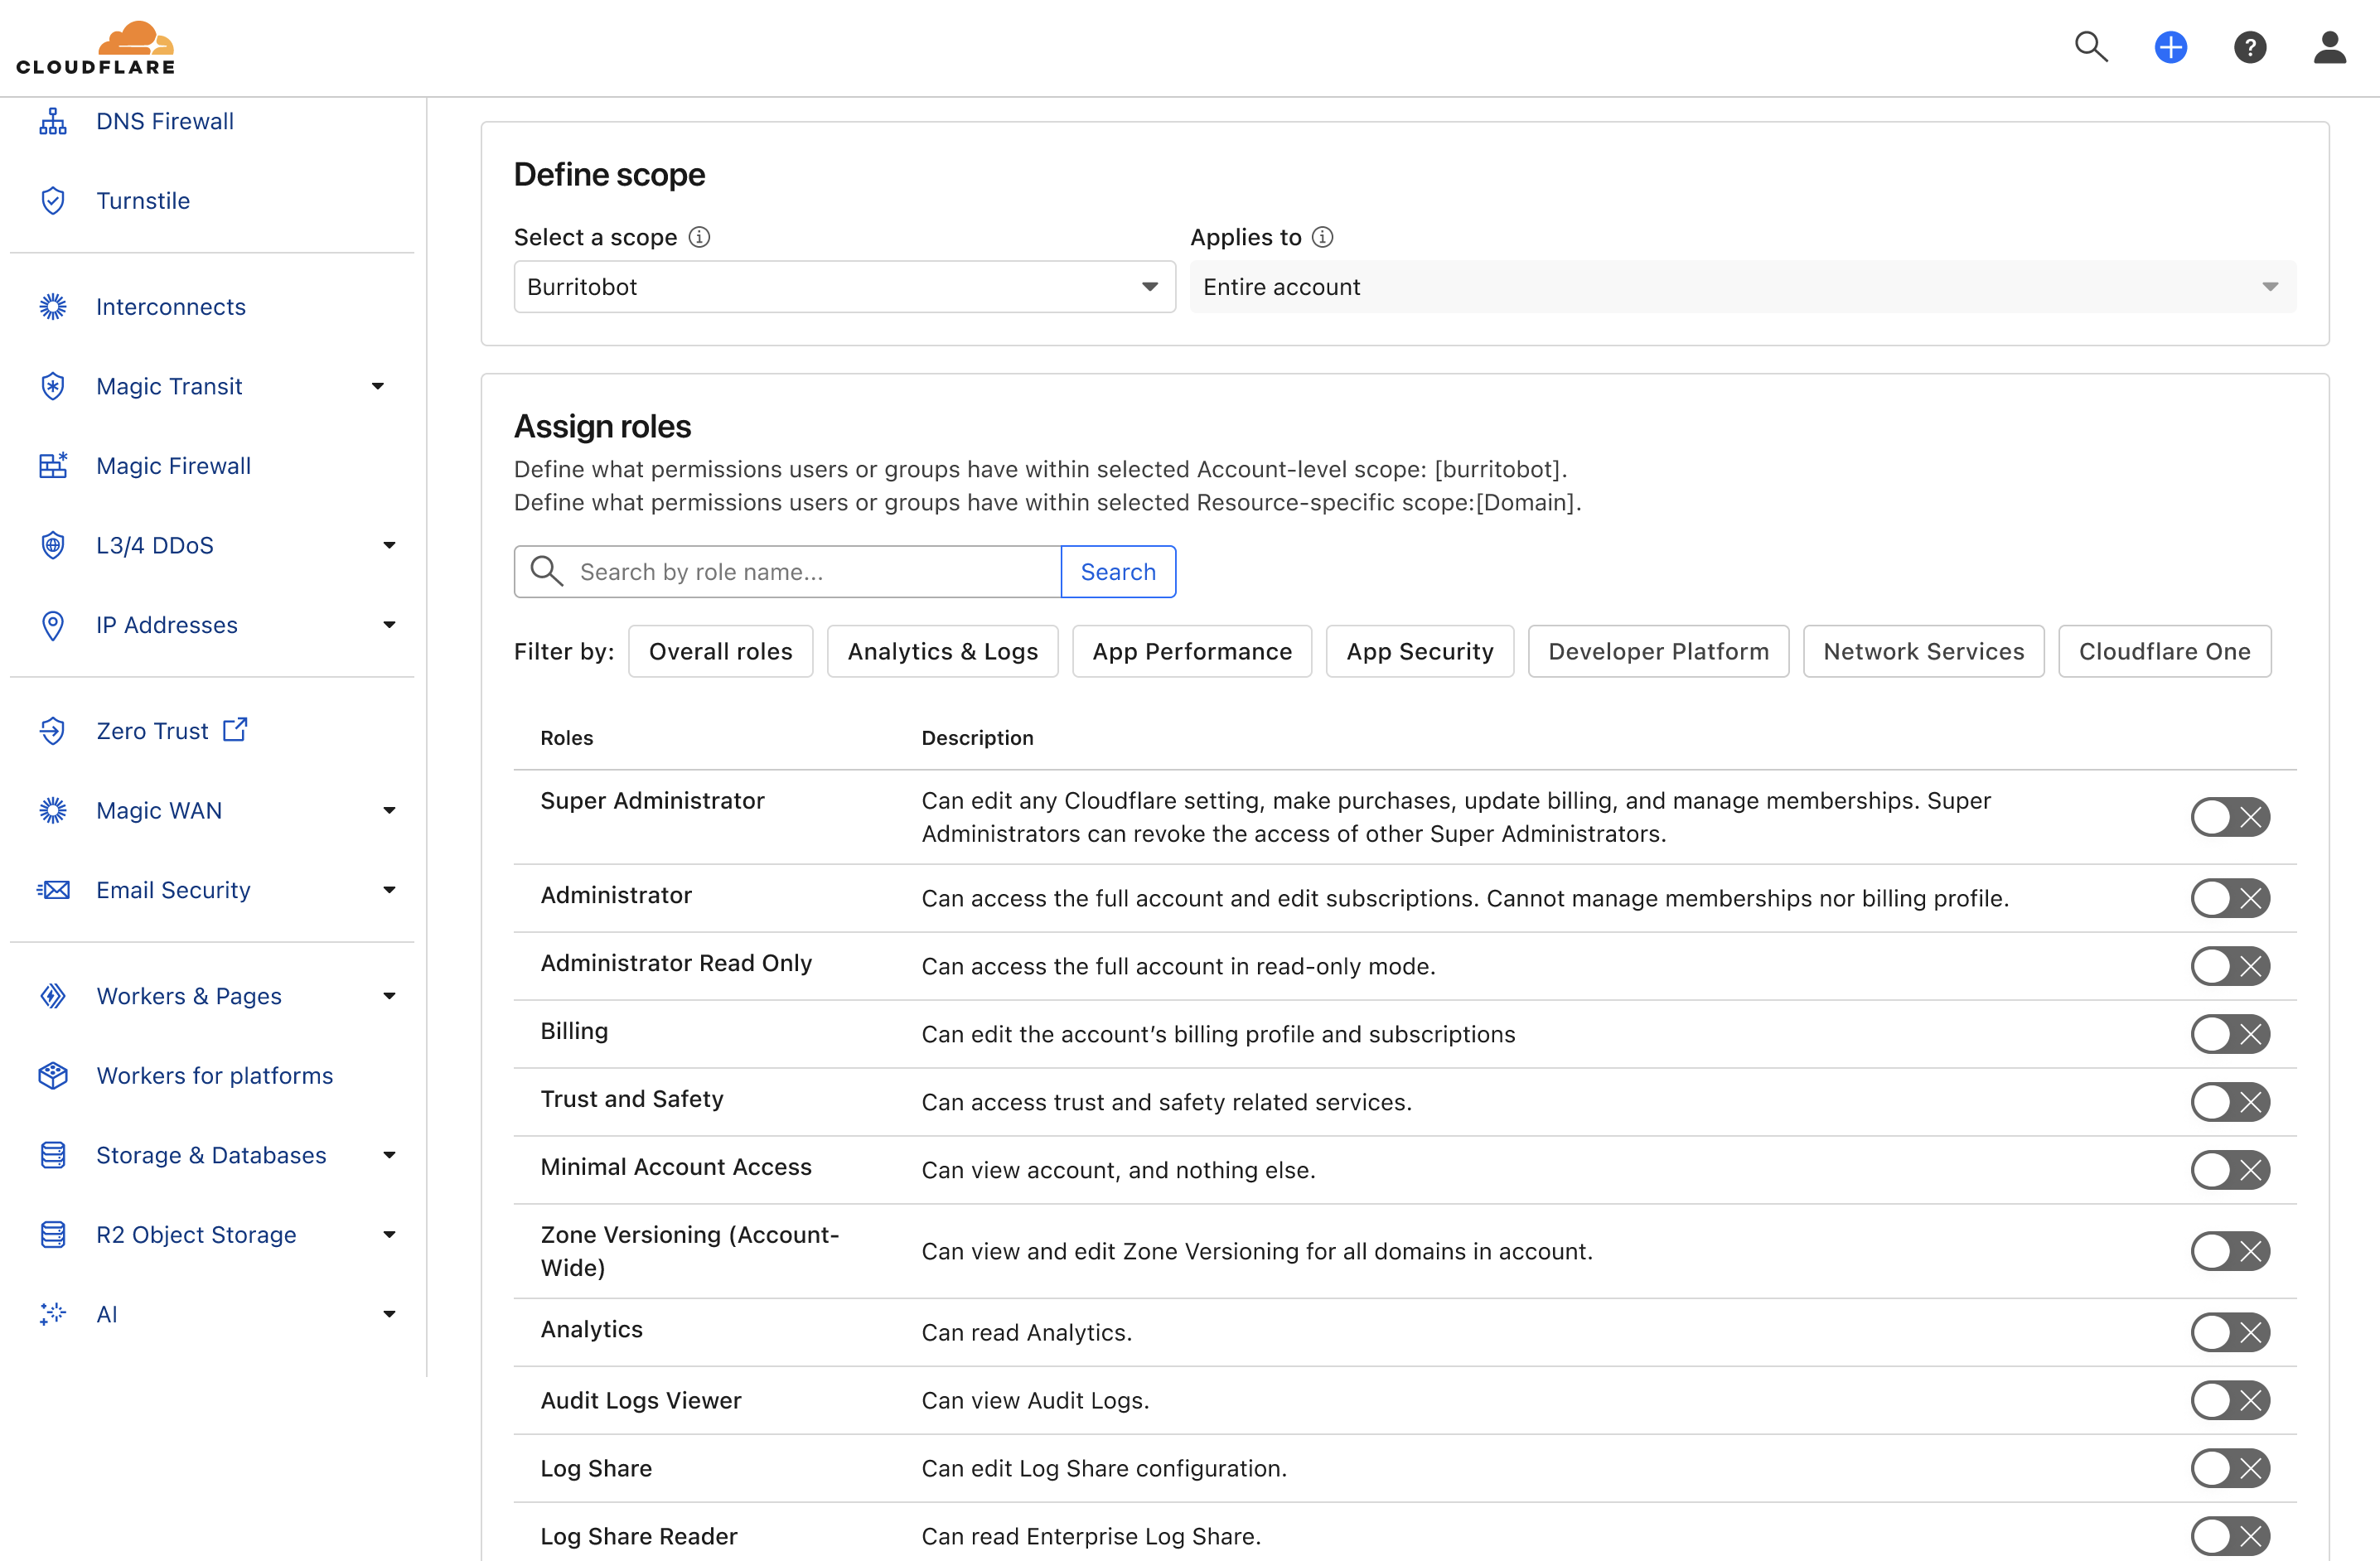 CLOUDFLARE
?
DNS Firewall
Turnstile
Interconnects
Magic Transit
Magic Firewall
L3/4 DDoS
IP Addresses
Zero Trust
Magic WAN
Email Security
Workers & Pages
Workers for platforms
Storage & Databases
R2 Object Storage
AI
Define scope
Select a scope
Applies to
Burritobot
Entire account
Assign roles
Define what permissions users or groups have within selected Account-level scope: [burritobot].
Define what permissions users or groups have within selected Resource-specific scope:[Domain].
Search by role name...
Search
Filter by:
Overall roles
Analytics & Logs
App Performance
App Security
Developer Platform
Network Services
Cloudflare One
Roles
Description
Super Administrator
Can edit any Cloudflare setting, make purchases, update billing, and manage memberships. Super
Administrators can revoke the access of other Super Administrators.
Administrator
Can access the full account and edit subscriptions. Cannot manage memberships nor billing profile.
Administrator Read Only
Can access the full account in read-only mode.
Billing
Can edit the account’s billing profile and subscriptions
Trust and Safety
Can access trust and safety related services.
Minimal Account Access
Can view account, and nothing else.
Zone Versioning (Account-
Wide)
Can view and edit Zone Versioning for all domains in account.
Analytics
Can read Analytics.
Audit Logs Viewer
Can view Audit Logs.
Log Share
Can edit Log Share configuration.
Log Share Reader
Can read Enterprise Log Share.